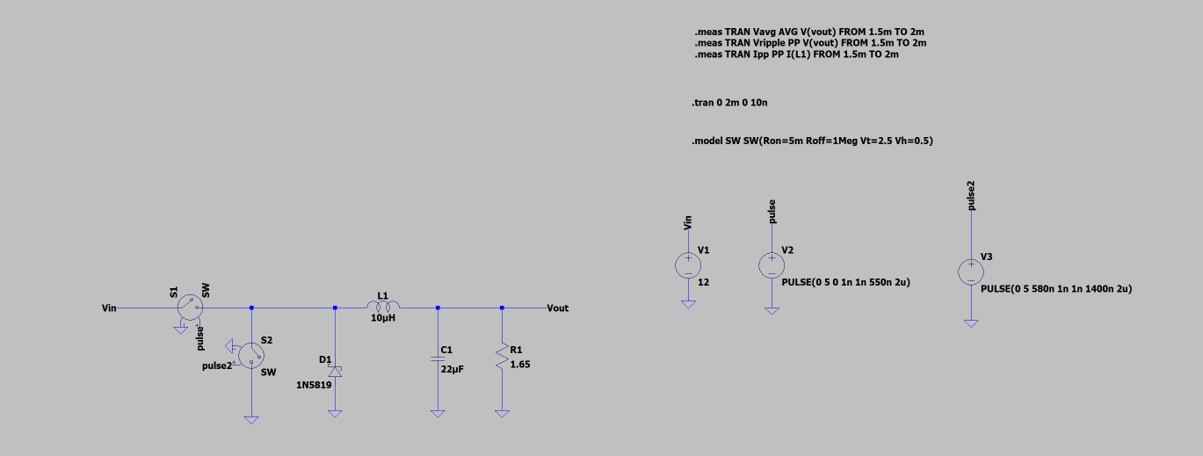 .meas TRAN Vavg AVG V(vout) FROM 1.5m TO 2m
.meas TRAN Vripple PP V(vout) FROM 1.5m TO 2m
.meas TRAN Ipp PP I(L1) FROM 1.5m TO 2m
.tran 0 2m 0 10n
.model SW SW(Ron=5m Roff=1Meg Vt=2.5 Vh=0.5)
Vin
V1
12
pulse
V2
PULSE(0 5 0 1n 1n 550n 2u)
pulse2
V3
PULSE(0 5 580n 1n 1n 1400n 2u)
Vin
S1
SW
pulse
S2
pulse2
SW
D1
1N5819
L1
10µH
C1
22µF
R1
1.65
Vout